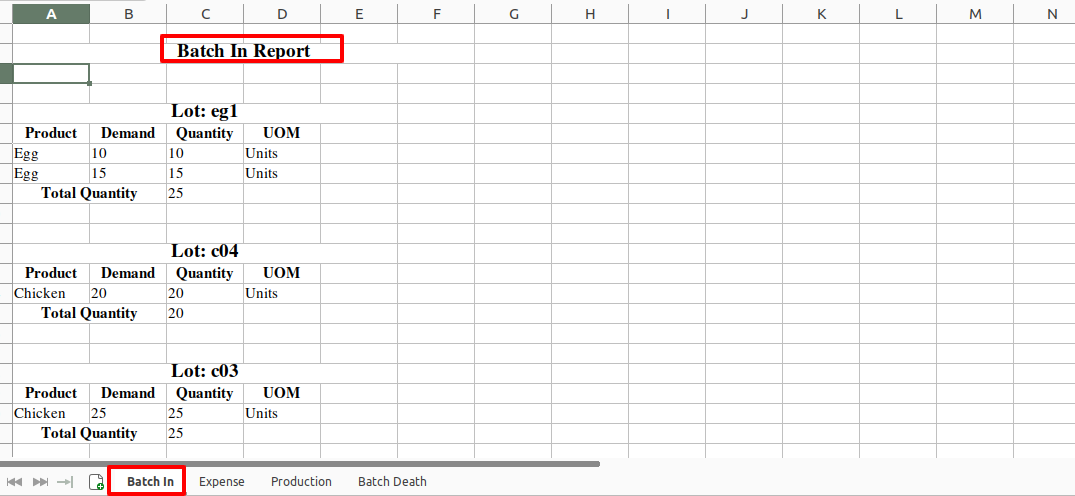 A B C D E F G H I J K L M N
Batch In Report
Lot: eg1
Product Demand Quantity UOM
Egg 10 10 Units
Egg 15 15 Units
Total Quantity 25
Lot: c04
Product Demand Quantity UOM
Chicken 20 20 Units
Total Quantity 20
Lot: c03
Product Demand Quantity UOM
Chicken 25 25 Units
Total Quantity 25
Batch In Expense Production Batch Death